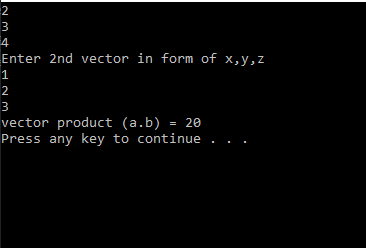 2
3
4
Enter 2nd vector in form of x,y,z
1
2
3
vector product (a.b) = 20
Press any key to continue . . .